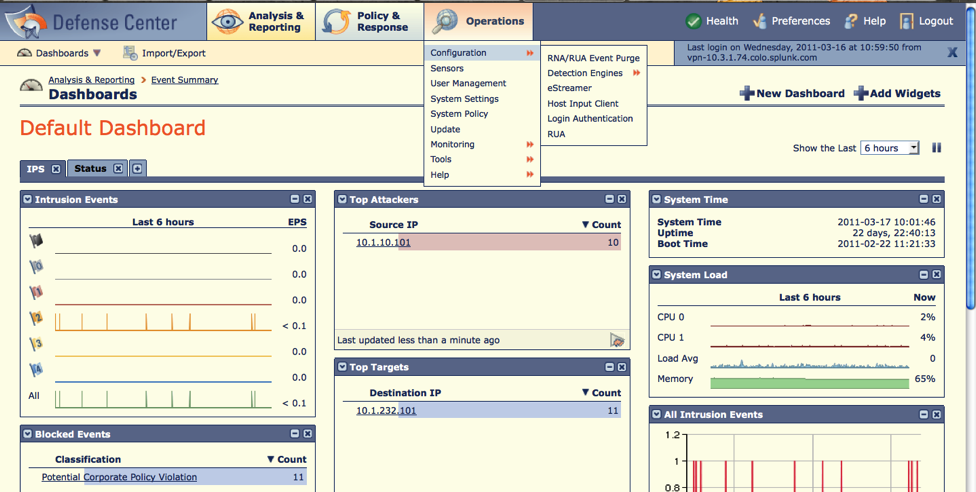 Defense Center
Analysis & Reporting
Policy & Response
Operations
Health
Preferences
Help
Logout
Dashboards
Import/Export
Last login on Wednesday, 2011-03-16 at 10:59:50 from
vpn-10.3.1.74.colo.splunk.com
X
Configuration
Sensors
User Management
System Settings
System Policy
Update
Monitoring
Tools
Help
RNA/RUA Event Purge
Detection Engines
eStreamer
Host Input Client
Login Authentication
RUA
Analysis & Reporting > Event Summary
Dashboards
New Dashboard
Add Widgets
Default Dashboard
Show the Last 6 hours
IPS
Status
Intrusion Events
Last 6 hours EPS
0.0
0 0.0
1 0.0
2 < 0.1
3 0.0
4 0.0
All < 0.1
Blocked Events
Classification Count
Potential Corporate Policy Violation 11
Top Attackers
Source IP Count
10.1.10.101 10
Last updated less than a minute ago
Top Targets
Destination IP Count
10.1.232.101 11
System Time
System Time 2011-03-17 10:01:46
Uptime 22 days, 22:40:13
Boot Time 2011-02-22 11:21:33
System Load
Last 6 hours Now
CPU 0 2%
CPU 1 4%
Load Avg 0
Memory 65%
All Intrusion Events
1.2
1
0.8